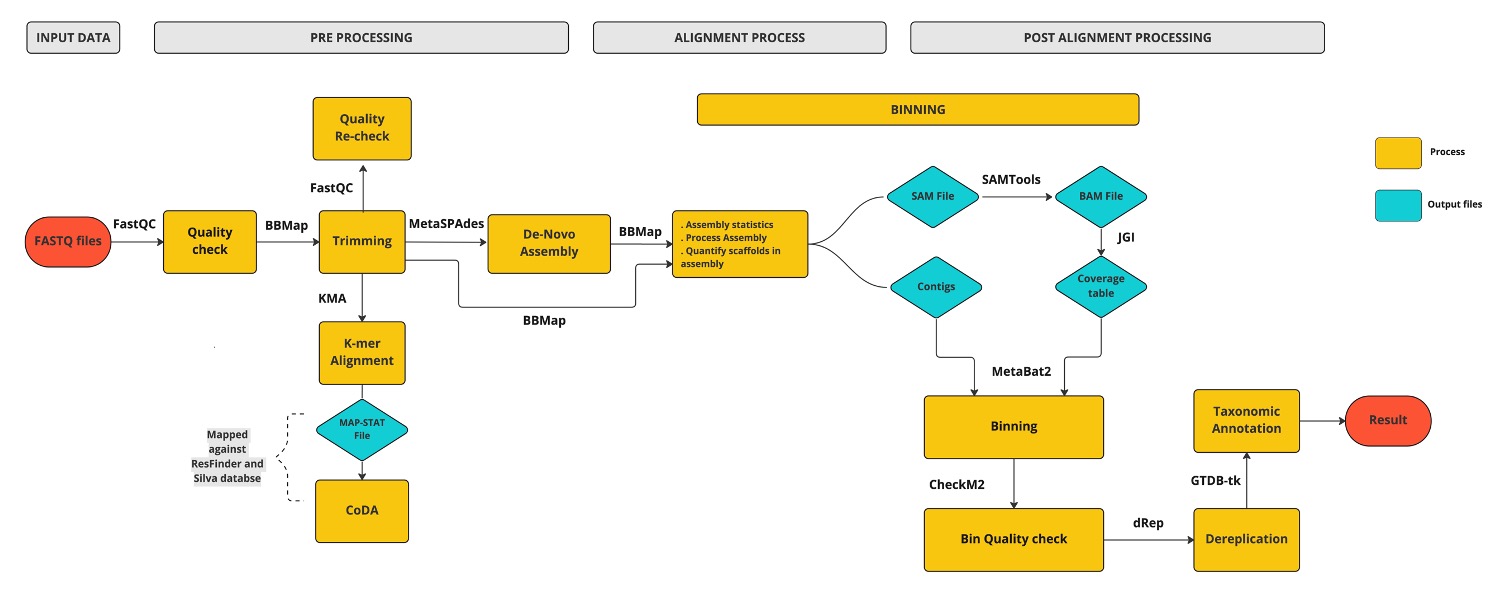 INPUT DATA
PRE PROCESSING
ALIGNMENT PROCESS
POST ALIGNMENT PROCESSING
BINNING
Quality
Re-check
Process
Output files
FastQC
FastQC
FASTQ files
Quality
check
BBMap
Trimming
MetaSPAdes
De-Novo
Assembly
BBMap
. Assembly statistics
. Process Assembly
. Quantify scaffolds in
assembly
SAM File
SAMTools
BAM File
JGI
Contigs
Coverage
table
KMA
BBMap
K-mer
Alignment
MetaBat2
MAP-STAT
File
Mapped
against
ResFinder and
Silva databse
CoDA
Binning
CheckM2
Bin Quality check
dRep
Dereplication
GTDB-tk
Taxonomic
Annotation
Result